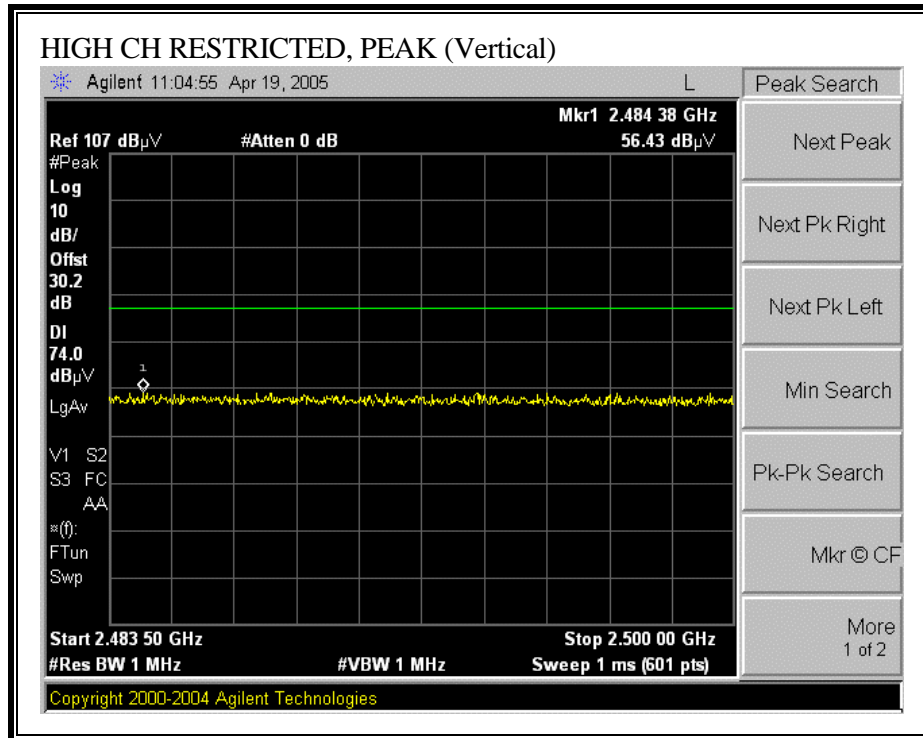 HIGH CH RESTRICTED, PEAK (Vertical)
Agilent 11:04:55 Apr 19, 2005 L
Peak Search
Mkr1 2.484 38 GHz
Ref 107 dBµV #Atten 0 dB 56.43 dBµV
#Peak
Log
10
dB/
Offst
30.2
dB
DI
74.0
dBµV
LgAv
1
V1 S2
S3 FC
AA
¤(f):
FTun
Swp
Start 2.483 50 GHz Stop 2.500 00 GHz
#Res BW 1 MHz #VBW 1 MHz Sweep 1 ms (601 pts)
Copyright 2000-2004 Agilent Technologies
Next Peak
Next Pk Right
Next Pk Left
Min Search
Pk-Pk Search
Mkr © CF
More
1 of 2